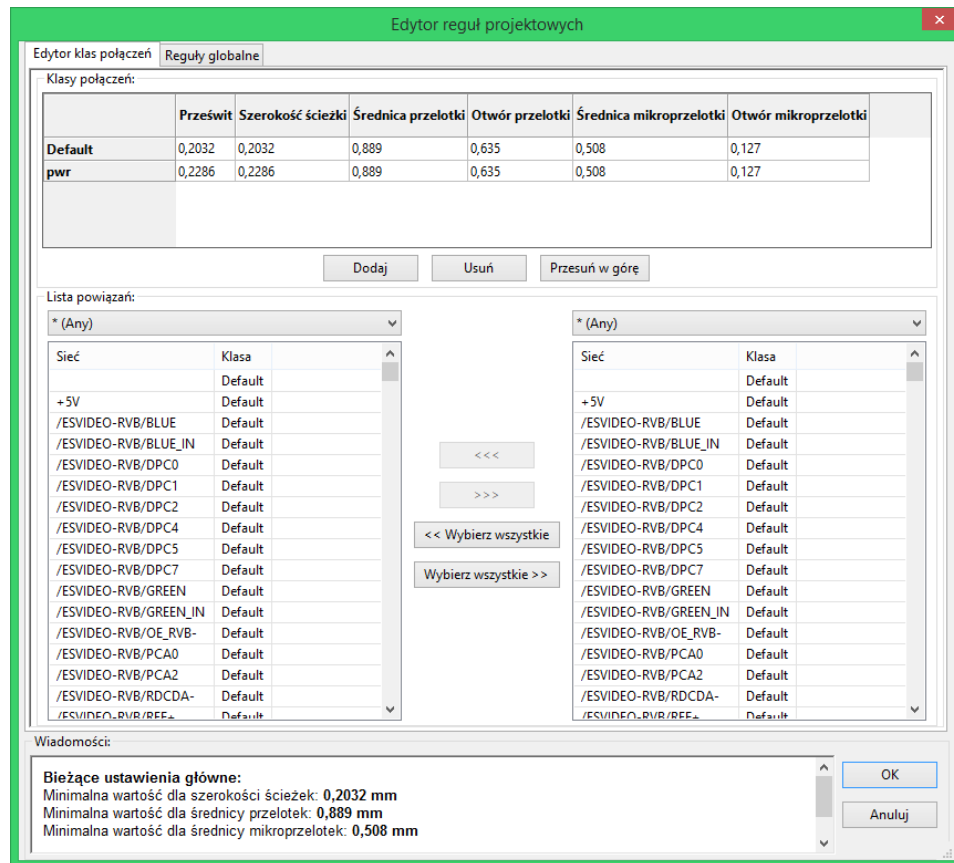 Edytor reguł projektowych
Edytor klas połączeń Reguły globalne
Klasy połączeń:
Prześwit Szerokość ścieżki Średnica przelotki Otwór przelotki Średnica mikroprzelotki Otwór mikroprzelotki
Default 0,2032 0,2032 0,889 0,635 0,508 0,127
pwr 0,2286 0,2286 0,889 0,635 0,508 0,127
Dodaj Usuń Przesuń w górę
Lista powiązań:
* (Any) * (Any)
Sieć Klasa Sieć Klasa
Default Default
+5V Default +5V Default
/ESVIDEO-RVB/BLUE Default /ESVIDEO-RVB/BLUE Default
/ESVIDEO-RVB/BLUE_IN Default /ESVIDEO-RVB/BLUE_IN Default
/ESVIDEO-RVB/DPC0 Default <<< /ESVIDEO-RVB/DPC0 Default
/ESVIDEO-RVB/DPC1 Default /ESVIDEO-RVB/DPC1 Default
/ESVIDEO-RVB/DPC2 Default >>> /ESVIDEO-RVB/DPC2 Default
/ESVIDEO-RVB/DPC4 Default << Wybierz wszystkie /ESVIDEO-RVB/DPC4 Default
/ESVIDEO-RVB/DPC5 Default /ESVIDEO-RVB/DPC5 Default
/ESVIDEO-RVB/DPC7 Default Wybierz wszystkie >> /ESVIDEO-RVB/DPC7 Default
/ESVIDEO-RVB/GREEN Default /ESVIDEO-RVB/GREEN Default
/ESVIDEO-RVB/GREEN_IN Default /ESVIDEO-RVB/GREEN_IN Default
/ESVIDEO-RVB/OE_RVB- Default /ESVIDEO-RVB/OE_RVB- Default
/ESVIDEO-RVB/PCA0 Default /ESVIDEO-RVB/PCA0 Default
/ESVIDEO-RVB/PCA2 Default /ESVIDEO-RVB/PCA2 Default
/ESVIDEO-RVB/RDCDA- Default /ESVIDEO-RVB/RDCDA- Default
/ESVIDEO-RVB/REF+ Default /ESVIDEO-RVB/REF+ Default
Wiadomości:
Bieżące ustawienia główne:
Minimalna wartość dla szerokości ścieżek: 0,2032 mm
Minimalna wartość dla średnicy przelotek: 0,889 mm
Minimalna wartość dla średnicy mikroprzelotek: 0,508 mm
OK
Anuluj